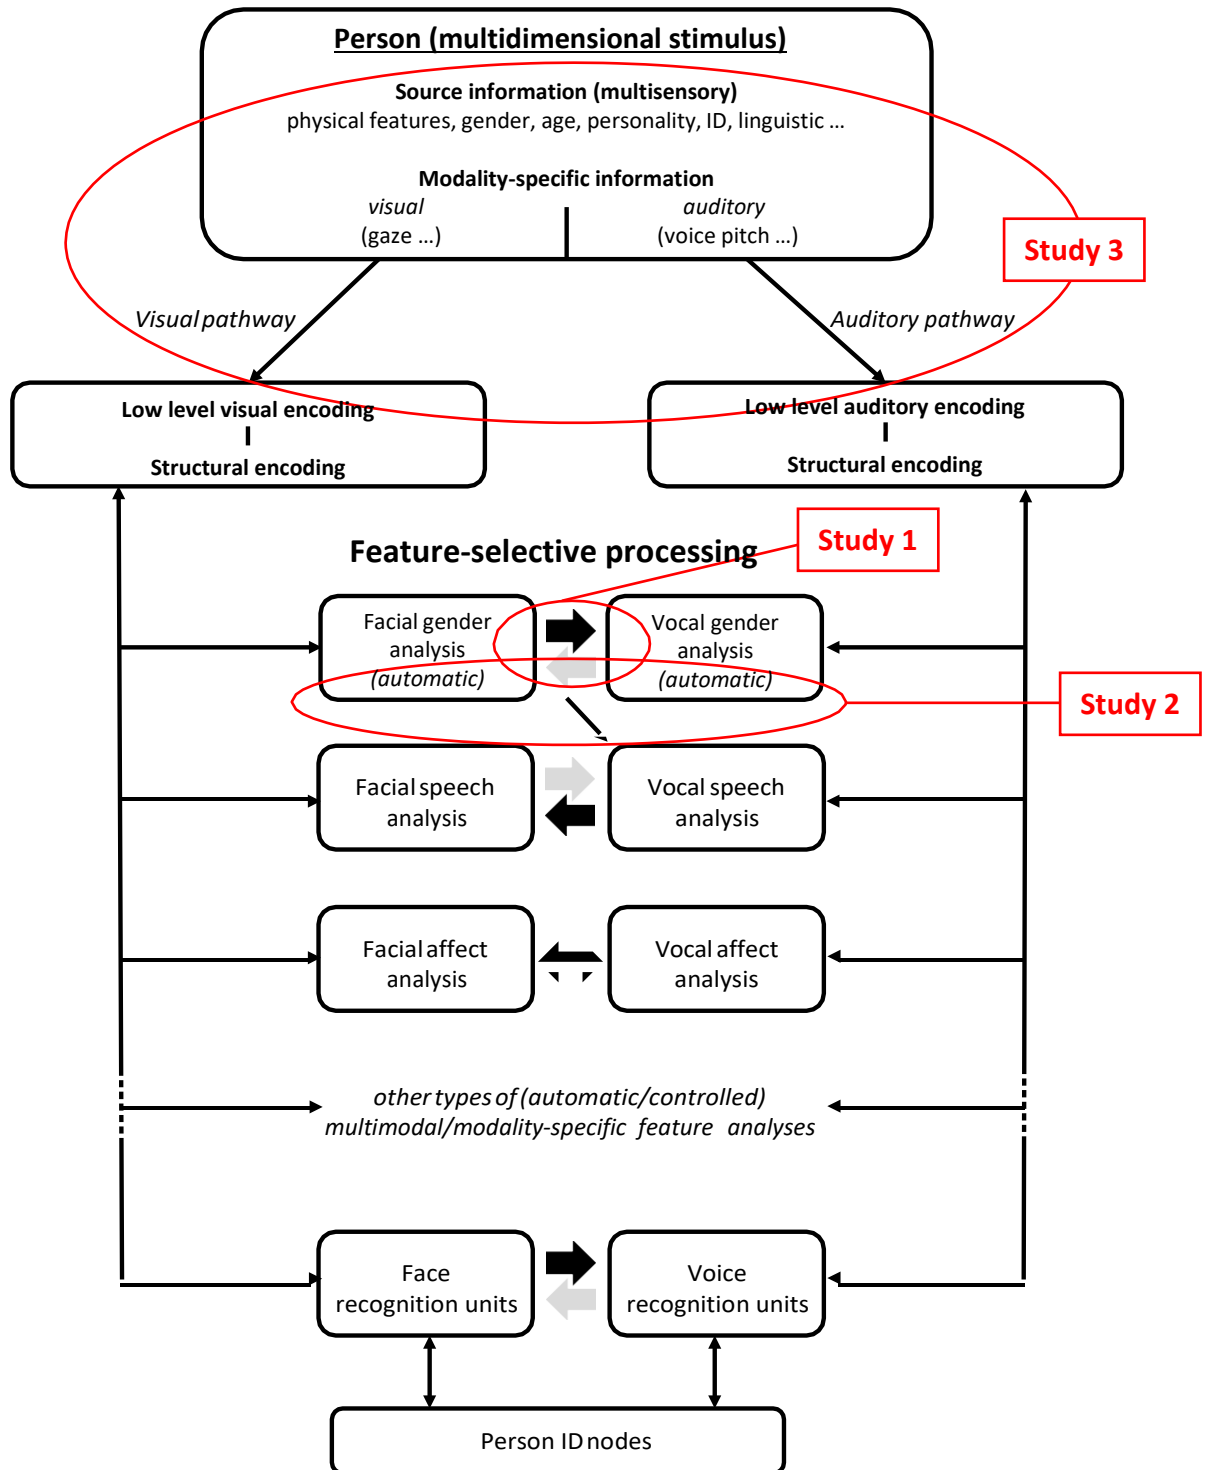 Person (multidimensional stimulus)
Source information (multisensory)
physical features, gender, age, personality, ID, linguistic ...
Modality-specific information
visual
(gaze ...)
auditory
(voice pitch ...)
Study 3
Visual pathway
Auditory pathway
Low level visual encoding
Structural encoding
Low level auditory encoding
Structural encoding
Study 1
Feature-selective processing
Facial gender
analysis
(automatic)
Vocal gender
analysis
(automatic)
Study 2
Facial speech
analysis
Vocal speech
analysis
Facial affect
analysis
Vocal affect
analysis
other types of (automatic/controlled)
multimodal/modality-specific feature analyses
Face
recognition units
Voice
recognition units
Person ID nodes